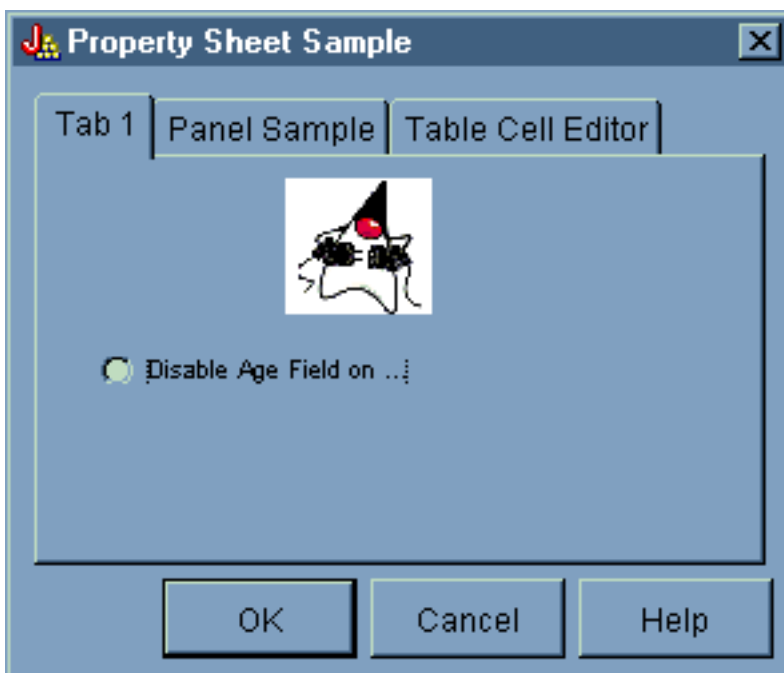 Property Sheet Sample
Tab 1 Panel Sample Table Cell Editor
Disable Age Field on ...
OK Cancel Help